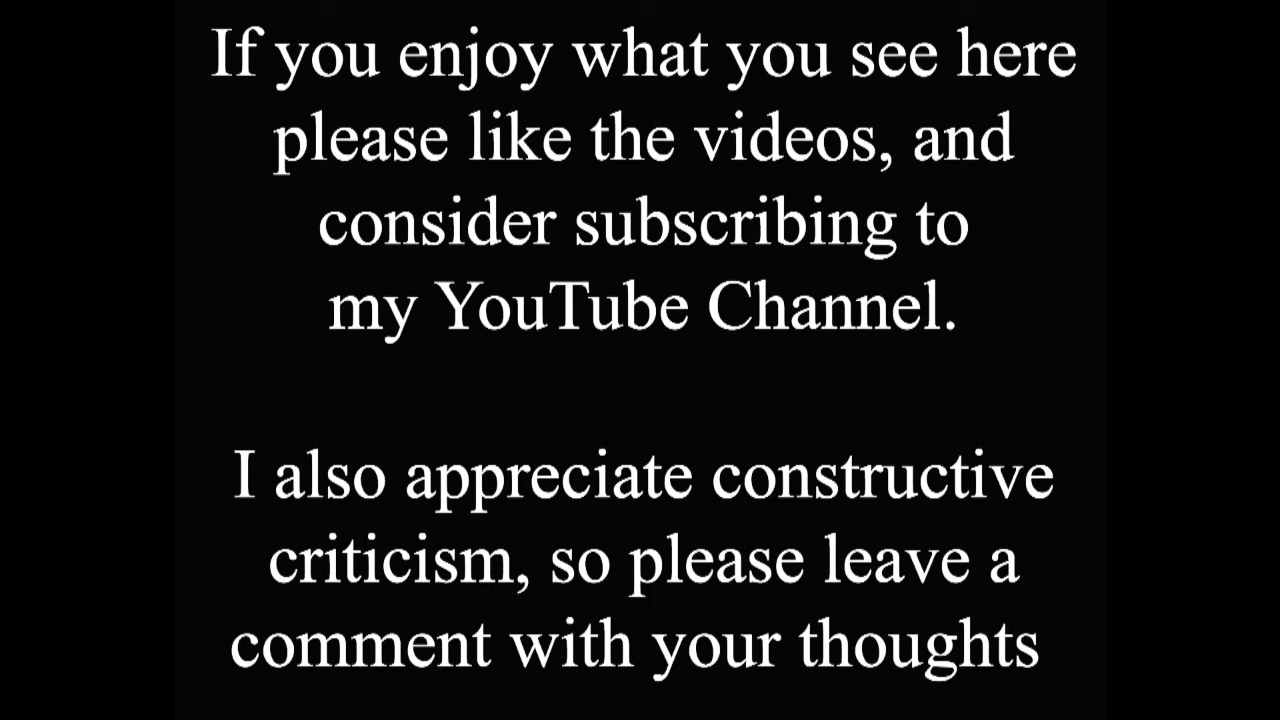 If you enjoy what you see here
please like the videos, and
consider subscribing to
my YouTube Channel.
I also appreciate constructive
criticism, so please leave a
comment with your thoughts